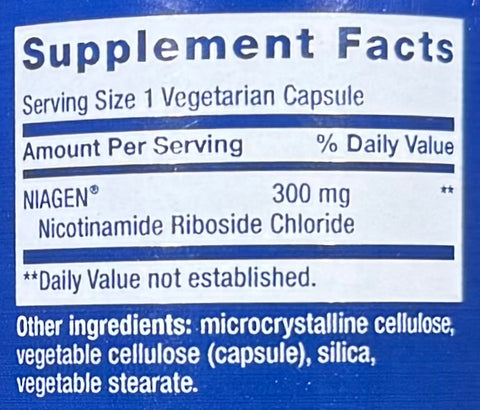 Supplement Facts
Serving Size 1 Vegetarian Capsule
Amount Per Serving % Daily Value
NIAGEN® 300 mg **
Nicotinamide Riboside Chloride
**Daily Value not established.
Other ingredients: microcrystalline cellulose,
vegetable cellulose (capsule), silica,
vegetable stearate.